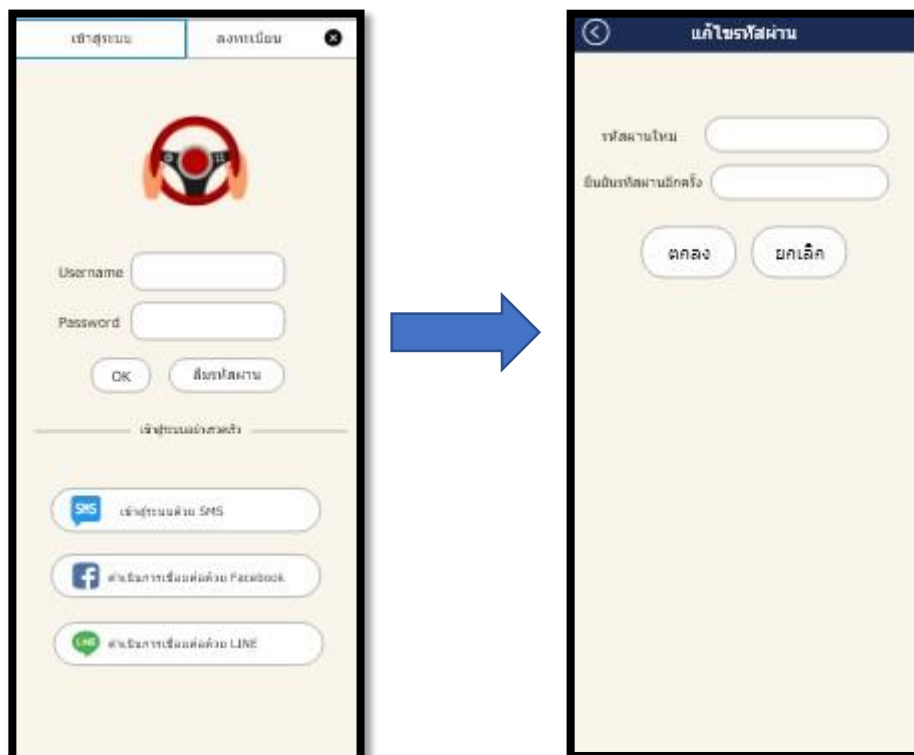 เข้าสู่ระบบ ลงทะเบียน
Username
Password
OK ลืมรหัสผ่าน
เข้าสู่ระบบอย่างรวดเร็ว
SMS เข้าสู่ระบบด้วย SMS
ดำเนินการเชื่อมต่อด้วย Facebook
LINE ดำเนินการเชื่อมต่อด้วย LINE
แก้ไขรหัสผ่าน
รหัสผ่านใหม่
ยืนยันรหัสผ่านอีกครั้ง
ตกลง ยกเลิก